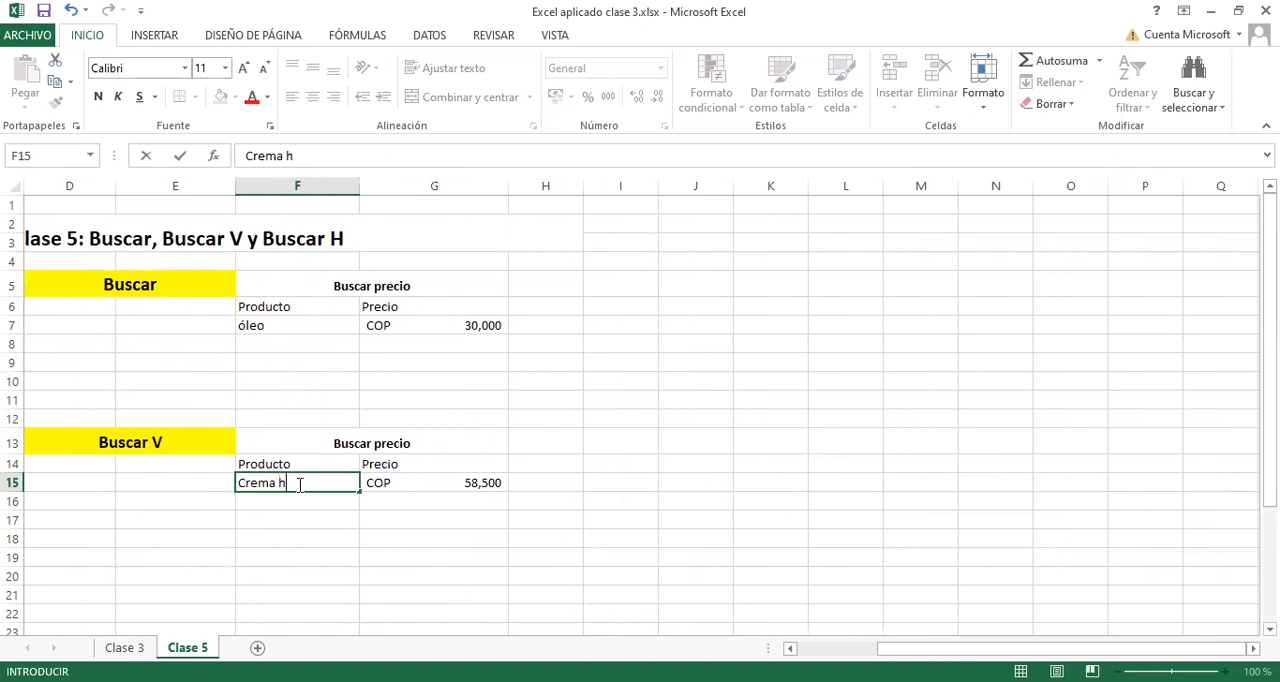 Excel aplicado clase 3.xlsx - Microsoft Excel
?
ARCHIVO INICIO INSERTAR DISEÑO DE PÁGINA FÓRMULAS DATOS REVISAR VISTA Cuenta Microsoft
Calibri 11 A A Ajustar texto General Autosuma
Pegar Formato condicional Dar formato como tabla Estilos de celda Insertar Eliminar Formato Rellenar Ordenar y filtrar Buscar y seleccionar
N K S A Combinar y centrar % 000 Borrar
Portapapeles Fuente Alineación Número Estilos Celdas Modificar
F15 fx Crema h
D E F G H I J K L M N O P Q
1
2
3 lase 5: Buscar, Buscar V y Buscar H
4
5 Buscar Buscar precio
6 Producto Precio
7 óleo COP 30,000
8
9
10
11
12
13 Buscar V Buscar precio
14 Producto Precio
15 Crema h COP 58,500
16
17
18
19
20
21
22
23
Clase 3 Clase 5
INTRODUCIR 100 %